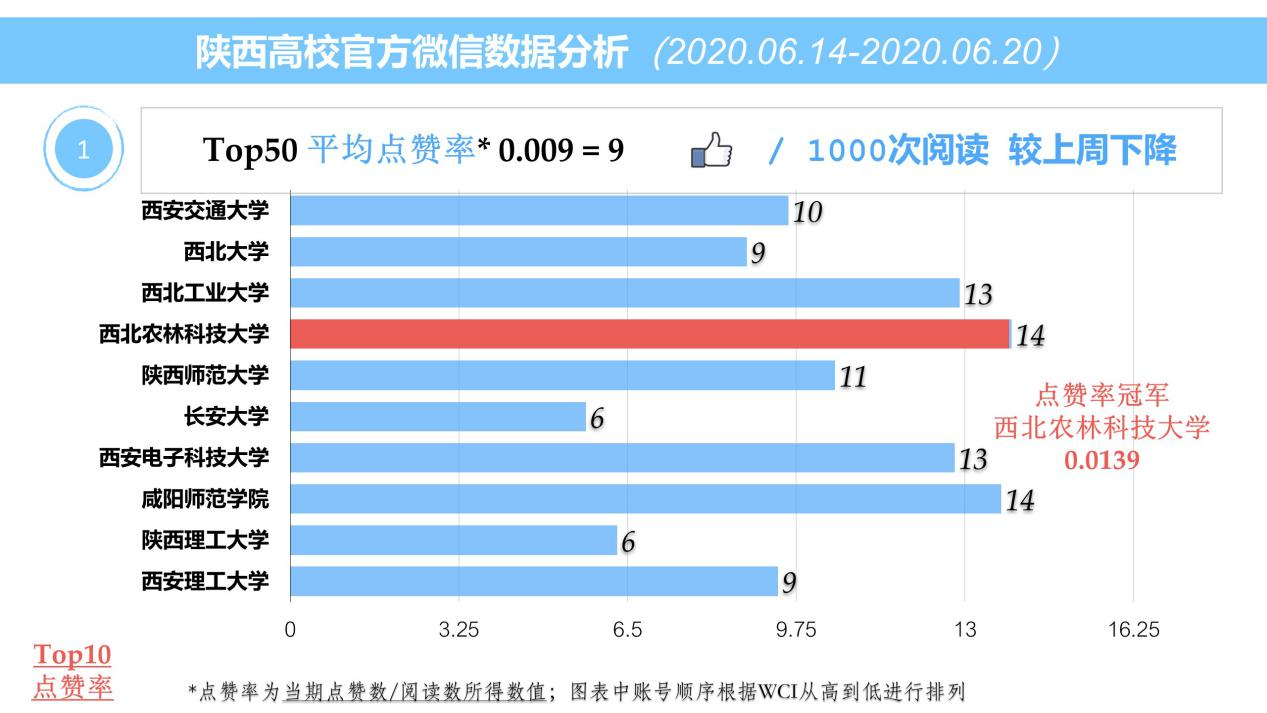 陕西高校官方微信数据分析（2020.06.14-2020.06.20）
1
Top50 平均点赞率* 0.009 = 9 / 1000次阅读 较上周下降
西安交通大学 10
西北大学 9
西北工业大学 13
西北农林科技大学 14
陕西师范大学 11
长安大学 6
西安电子科技大学 13
咸阳师范学院 14
陕西理工大学 6
西安理工大学 9
点赞率冠军
西北农林科技大学
0.0139
0 3.25 6.5 9.75 13 16.25
Top10
点赞率
*点赞率为当期点赞数/阅读数所得数值；图表中账号顺序根据WCI从高到低进行排列